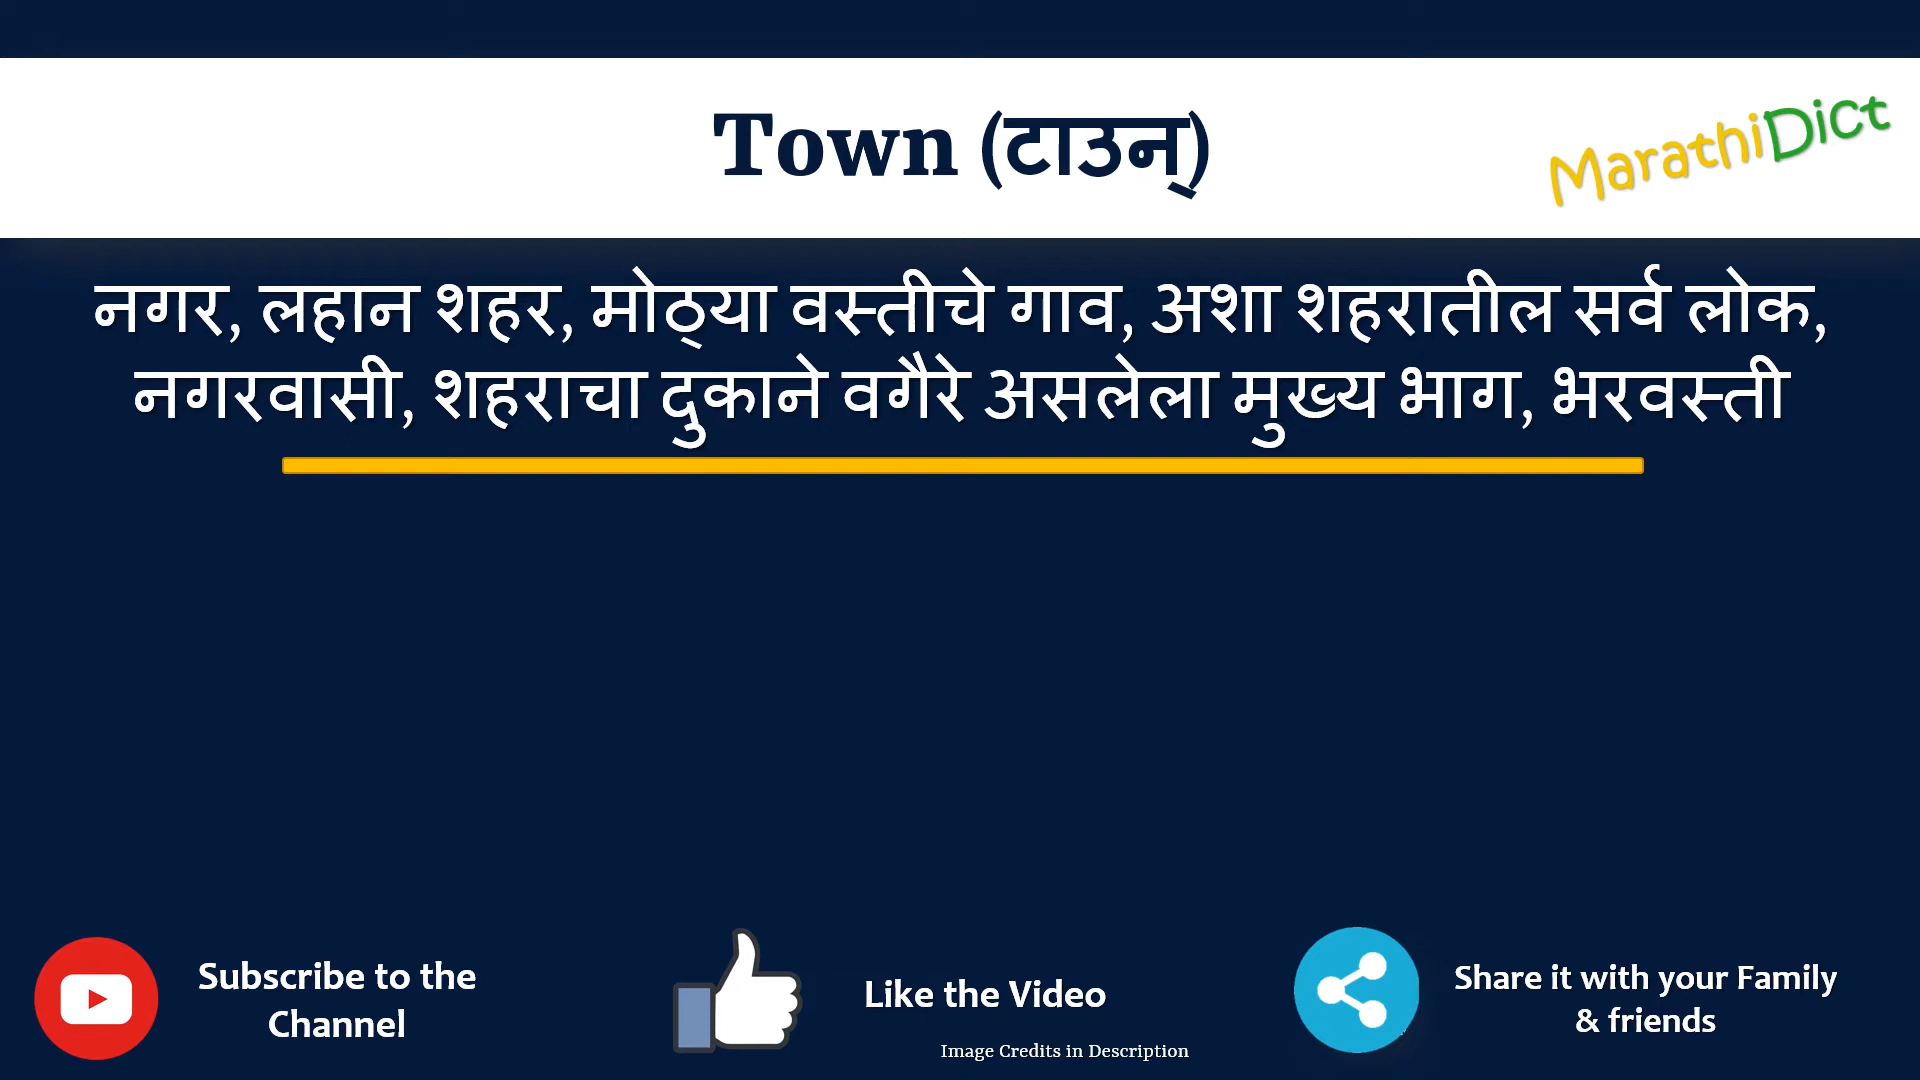 Town (टाउन्)
MarathiDict
नगर, लहान शहर, मोठ्या वस्तीचे गाव, अशा शहरातील सर्व लोक,
नगरवासी, शहराचा दुकाने वगैरे असलेला मुख्य भाग, भरवस्ती
Subscribe to the
Channel
Like the Video
Share it with your Family
& friends
Image Credits in Description